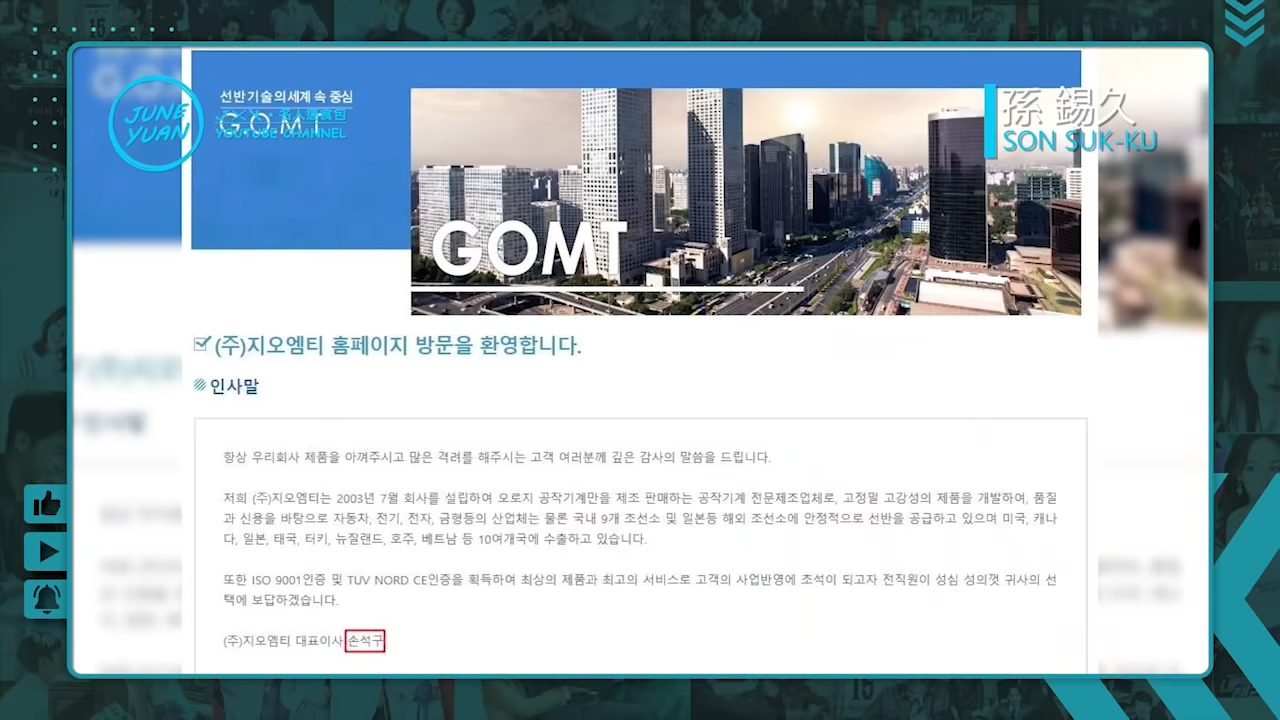 JUNE
YUAN
YOUTUBE CHANNEL
선반기술의세계 속 중심
GOMT
孫 錫久
SON SUK-KU
GOMT
(주)지오엠티 홈페이지 방문을 환영합니다.
인사말
항상 우리회사 제품을 아껴주시고 많은 격려를 해주시는 고객 여러분께 깊은 감사의 말씀을 드립니다.
저희 (주)지오엠티는 2003년 7월 회사를 설립하여 오로지 공작기계만을 제조 판매하는 공작기계 전문제조업체로, 고정밀 고강성의 제품을 개발하여, 품질
과 신용을 바탕으로 자동차, 전기, 전자, 금형등의 산업체는 물론 국내 9개 조선소 및 일본등 해외 조선소에 안정적으로 선반을 공급하고 있으며 미국, 캐나
다, 일본, 태국, 터키, 뉴질랜드, 호주, 베트남 등 10여개국에 수출하고 있습니다.
또한 ISO 9001인증 및 TUV NORD CE인증을 획득하여 최상의 제품과 최고의 서비스로 고객의 사업반영에 초석이 되고자 전직원이 성심 성의껏 귀사의 선
택에 보답하겠습니다.
(주)지오엠티 대표이사 손석구